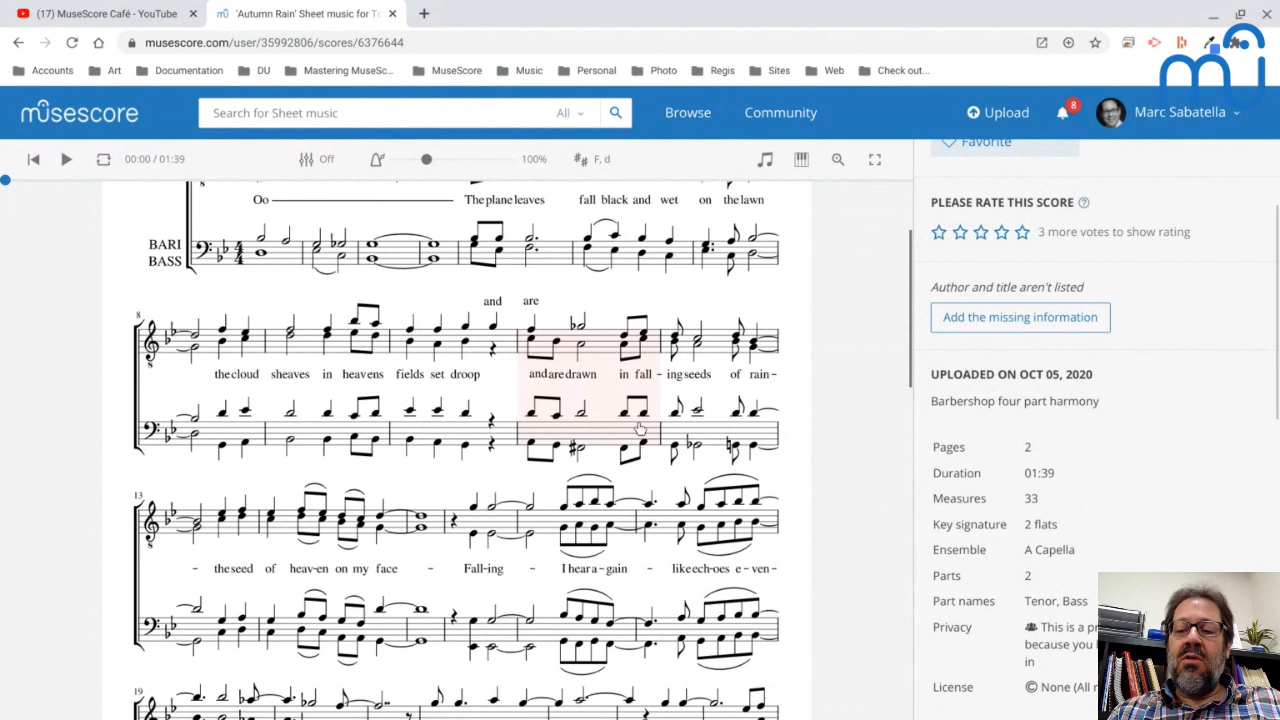 (17) MuseScore Café - YouTube
'Autumn Rain' Sheet music for Te
musescore.com/user/35992806/scores/6376644
Accounts Art Documentation DU Mastering MuseSc... MuseScore Music Personal Photo Regis Sites Web Check out...
musescore Search for Sheet music All Browse Community Upload 8 Marc Sabatella
00:00 / 01:39 Off 100% F, d
Favorite
Oo The plane leaves fall black and wet on the lawn
BARI
BASS
8
and are
the cloud sheaves in heavens fields set droop and are drawn in fall - ing seeds of rain -
13
- the seed of heav-en on my face - Fall-ing - I hear a - gain - like ech-oes e - ven -
19
PLEASE RATE THIS SCORE
3 more votes to show rating
Author and title aren't listed
Add the missing information
UPLOADED ON OCT 05, 2020
Barbershop four part harmony
Pages 2
Duration 01:39
Measures 33
Key signature 2 flats
Ensemble A Capella
Parts 2
Part names Tenor, Bass
Privacy This is a pr
because you
in
License None (All r